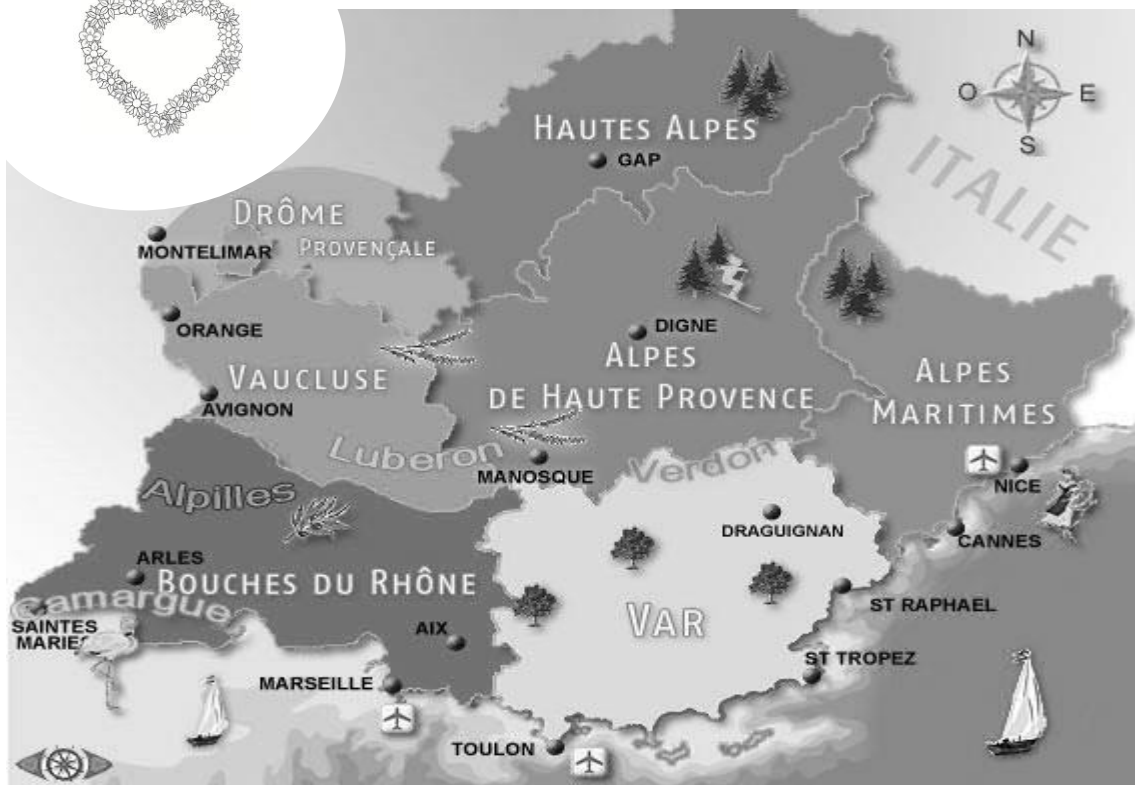 N
O
E
S
ITALIE
HAUTES ALPES
GAP
DRÔME
PROVENÇALE
MONTELIMAR
ORANGE
DIGNE
VAUCLUSE
ALPES
DE HAUTE PROVENCE
ALPES
MARITIMES
AVIGNON
Luberon
MANOSQUE
Verdon
NICE
Alpilles
DRAGUIGNAN
CANNES
ARLES
BOUCHES DU RHÔNE
Camargue
SAINTES
MARIES
AIX
VAR
ST RAPHAEL
ST TROPEZ
MARSEILLE
TOULON